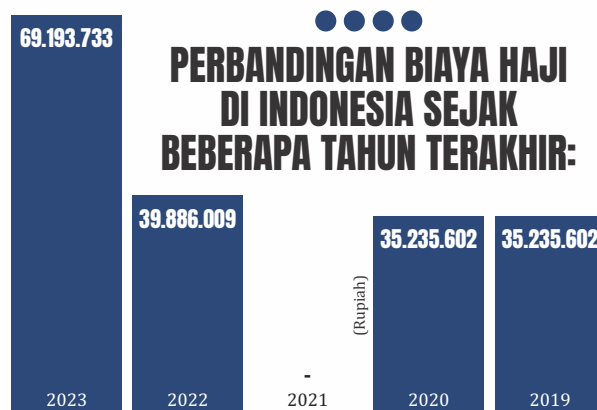 PERBANDINGAN BIAYA HAJI
DI INDONESIA SEJAK
BEBERAPA TAHUN TERAKHIR:
69.193.733
39.886.009
-
35.235.602
35.235.602
(Rupiah)
2023
2022
2021
2020
2019